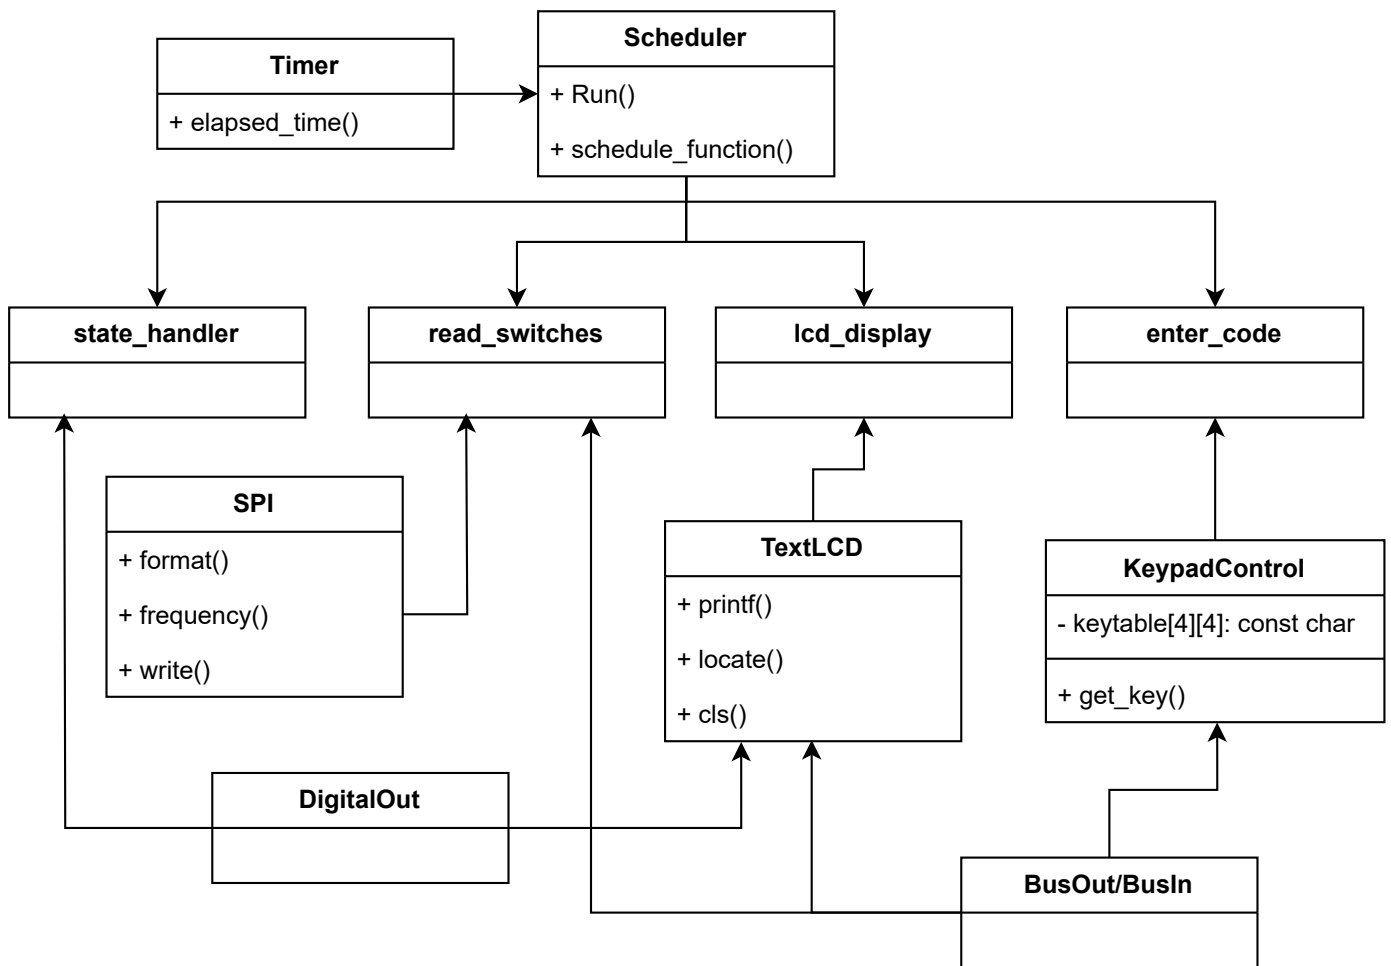 Scheduler
+ Run()
+ schedule_function()
Timer
+ elapsed_time()
state_handler
read_switches
lcd_display
enter_code
SPI
+ format()
+ frequency()
+ write()
TextLCD
+ printf()
+ locate()
+ cls()
KeypadControl
- keytable[4][4]: const char
+ get_key()
DigitalOut
BusOut/BusIn